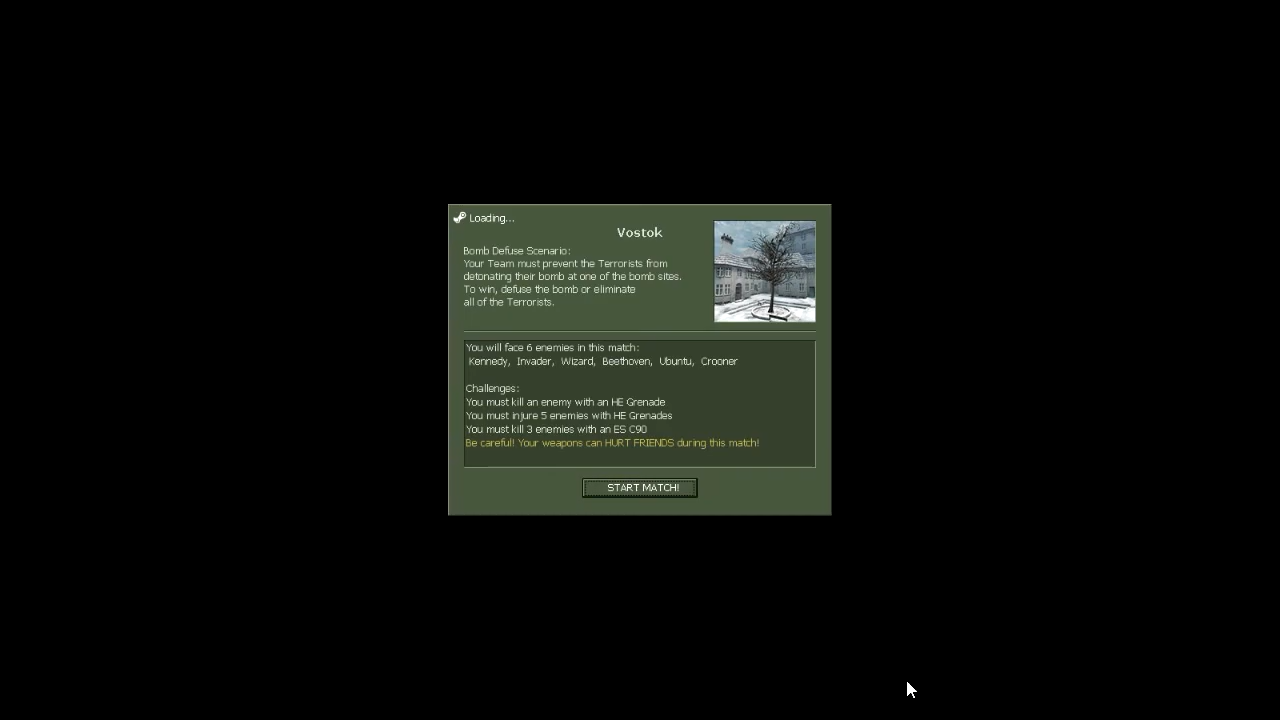 Loading...
Vostok
Bomb Defuse Scenario:
Your Team must prevent the Terrorists from
detonating their bomb at one of the bomb sites.
To win, defuse the bomb or eliminate
all of the Terrorists.
You will face 6 enemies in this match:
Kennedy, Invader, Wizard, Beethoven, Ubuntu, Crooner
Challenges:
You must kill an enemy with an HE Grenade
You must injure 5 enemies with HE Grenades
You must kill 3 enemies with an ES C90
Be careful! Your weapons can HURT FRIENDS during this match!
START MATCH!